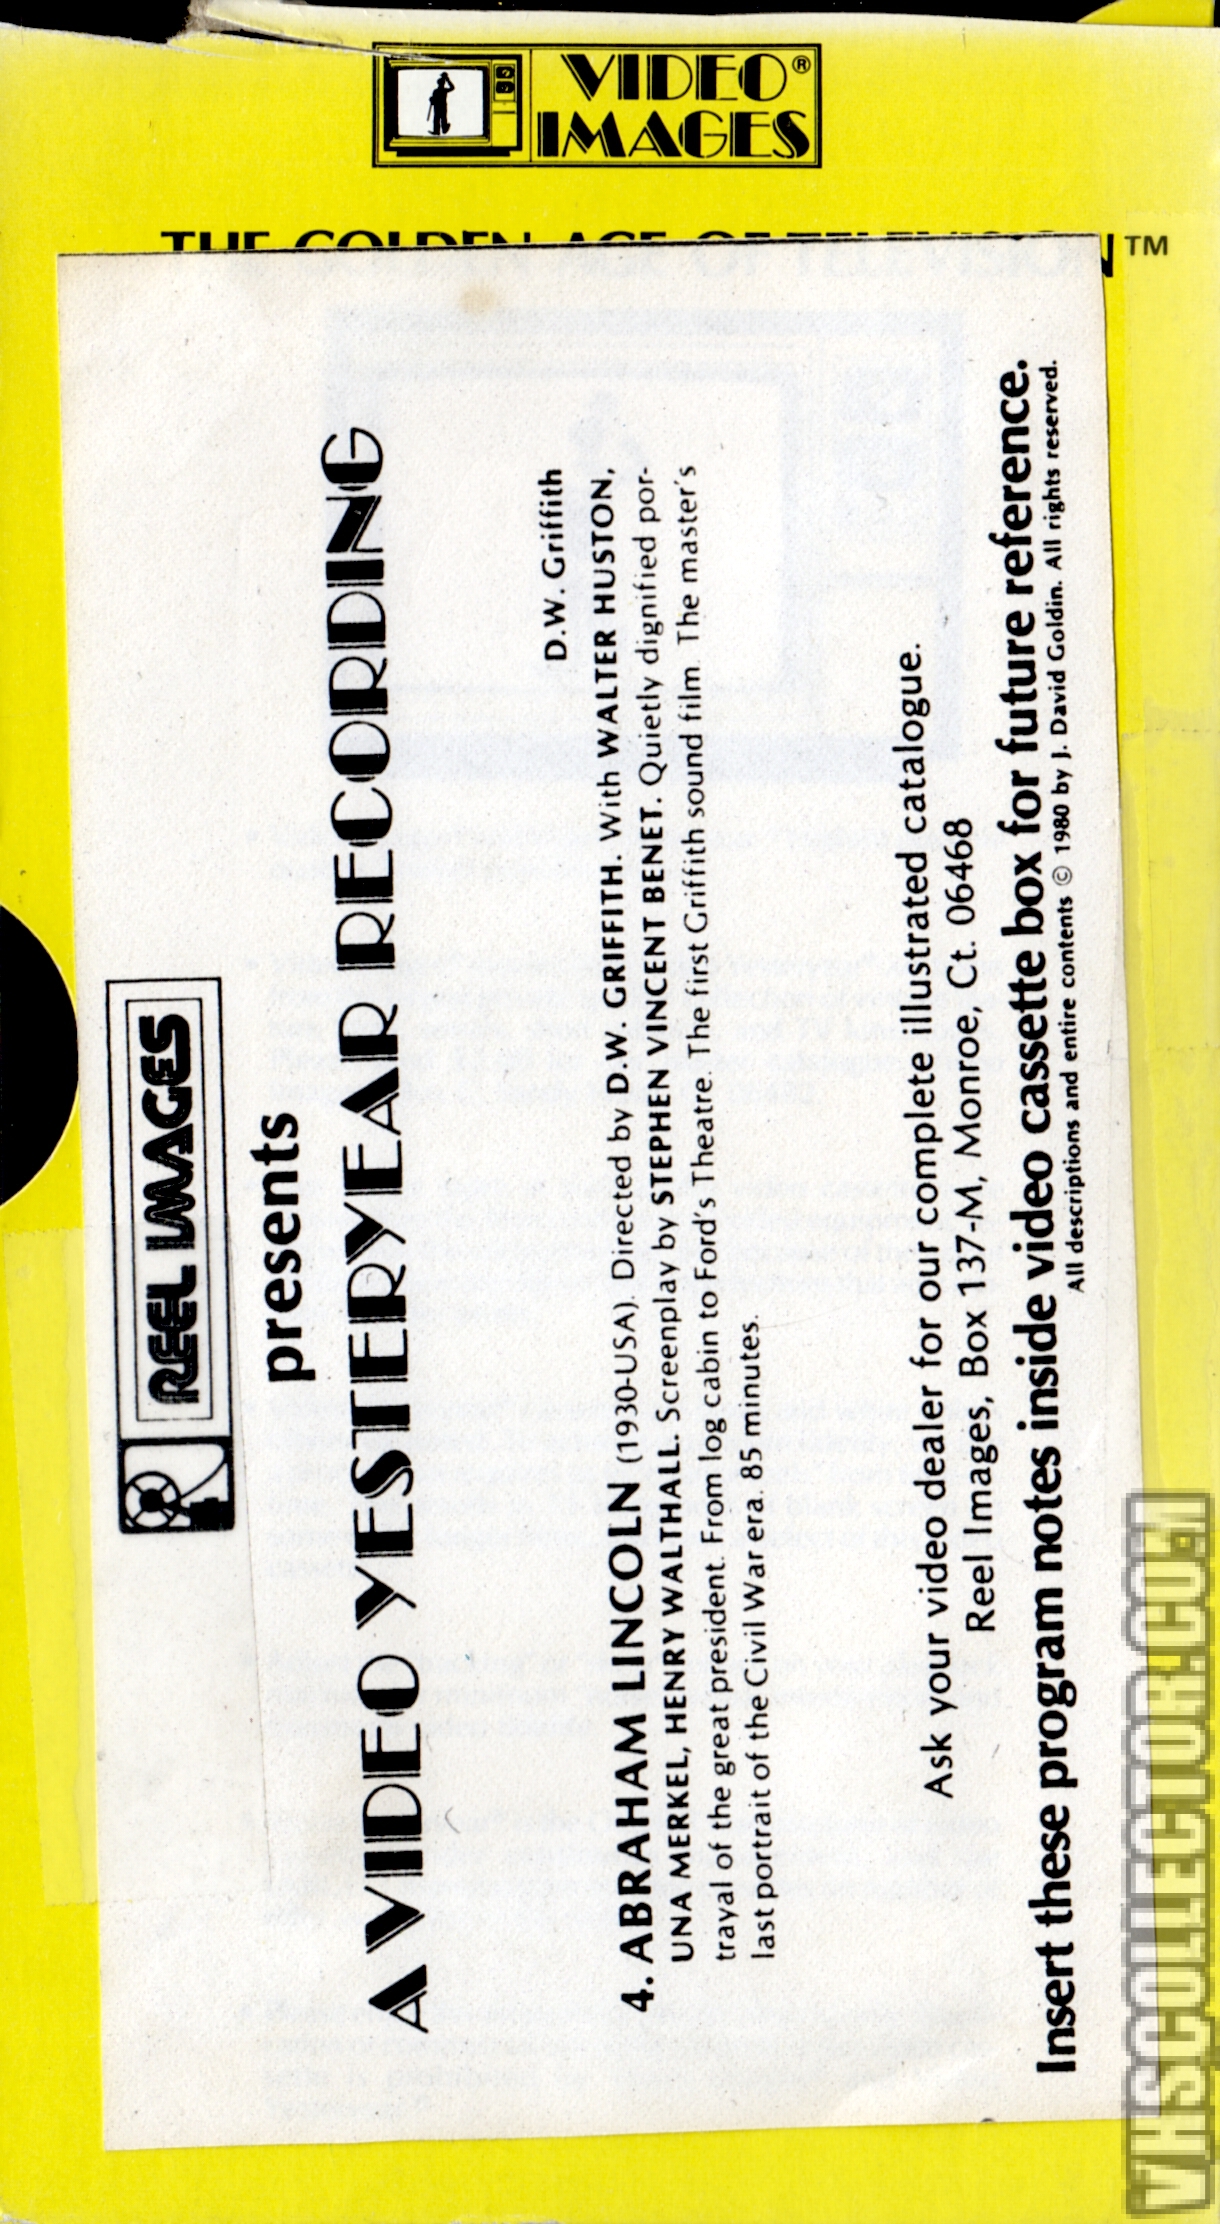 VIDEO®
IMAGES
THE GOLDEN AGE OF TELEVISION™
REEL IMAGES
presents
A VIDEO YESTERYEAR RECORDING
D.W. Griffith
4. ABRAHAM LINCOLN (1930-USA) Directed by D.W. GRIFFITH. With WALTER HUSTON,
UNA MERKEL, HENRY WALTHALL. Screenplay by STEPHEN VINCENT BENET. Quietly dignified por-
trayal of the great president. From log cabin to Ford's Theatre. The first Griffith sound film. The master's
last portrait of the Civil War era. 85 minutes.
Ask your video dealer for our complete illustrated catalogue.
Reel Images, Box 137-M, Monroe, Ct. 06468
Insert these program notes inside video cassette box for future reference.
All descriptions and entire contents © 1980 by J. David Goldin. All rights reserved.
VHSCOLLECTOR.COM